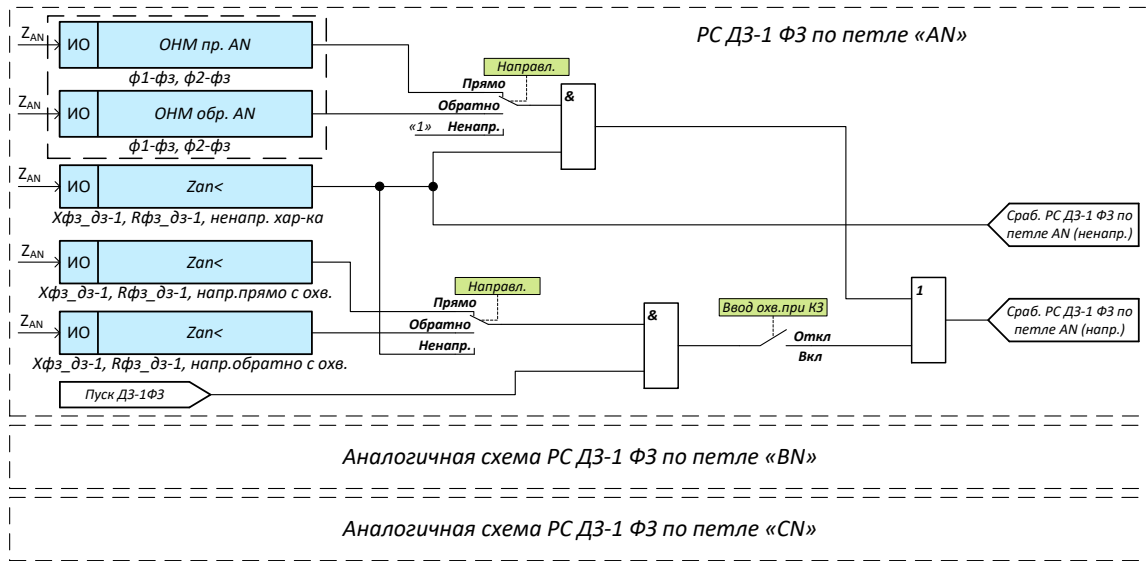 РС ДЗ-1 ФЗ по петле «AN»
Z_AN
ИО
ОНМ пр. AN
ф1-фз, ф2-фз
Z_AN
ИО
ОНМ обр. AN
ф1-фз, ф2-фз
Направл.
Прямо
Обратно
«1»
Ненапр.
&
Z_AN
ИО
Zan<
Xфз_дз-1, Rфз_дз-1, ненапр. хар-ка
Сраб. РС ДЗ-1 ФЗ по
петле AN (ненапр.)
Z_AN
ИО
Zan<
Xфз_дз-1, Rфз_дз-1, напр.прямо с охв.
Z_AN
ИО
Zan<
Xфз_дз-1, Rфз_дз-1, напр.обратно с охв.
Направл.
Прямо
Обратно
Ненапр.
&
Ввод охв.при КЗ
Откл
Вкл
1
Сраб. РС ДЗ-1 ФЗ по
петле AN (напр.)
Пуск ДЗ-1ФЗ
Аналогичная схема РС ДЗ-1 ФЗ по петле «BN»
Аналогичная схема РС ДЗ-1 ФЗ по петле «CN»